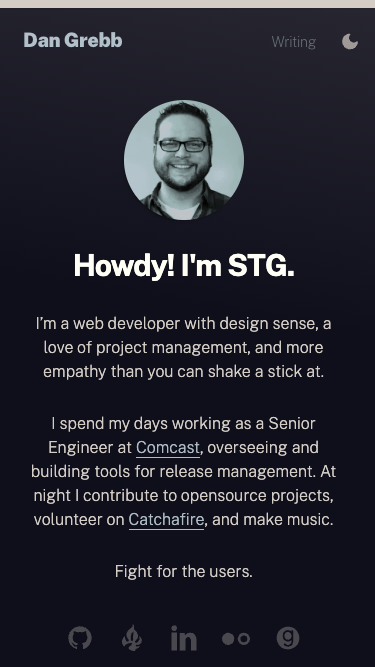 Dan Grebb
Writing
Howdy! I'm STG.
I’m a web developer with design sense, a
love of project management, and more
empathy than you can shake a stick at.
I spend my days working as a Senior
Engineer at Comcast, overseeing and
building tools for release management. At
night I contribute to opensource projects,
volunteer on Catchafire, and make music.
Fight for the users.